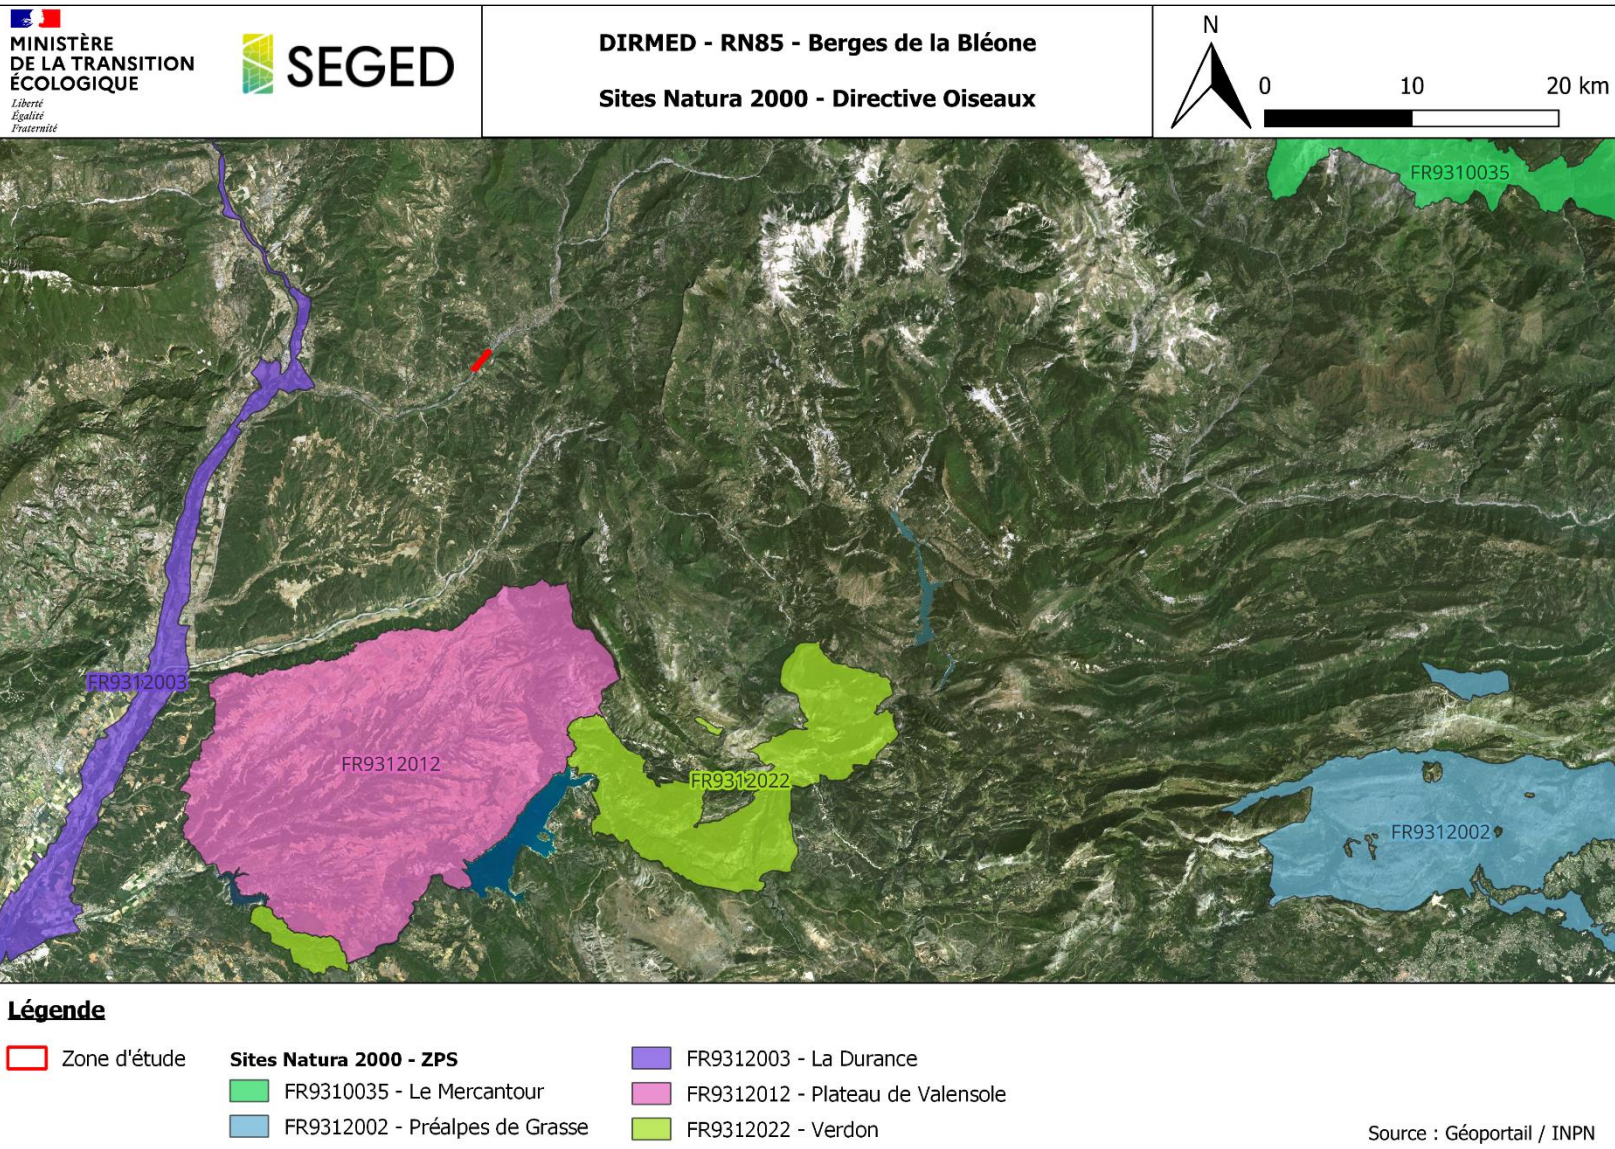 MINISTÈRE
DE LA TRANSITION
ÉCOLOGIQUE
Liberté
Égalité
Fraternité
SEGED
DIRMED - RN85 - Berges de la Bléone
Sites Natura 2000 - Directive Oiseaux
N
0 10 20 km
FR9310035
FR9312003
FR9312012
FR9312022
FR9312002
Légende
Zone d'étude
Sites Natura 2000 - ZPS
FR9310035 - Le Mercantour
FR9312002 - Préalpes de Grasse
FR9312003 - La Durance
FR9312012 - Plateau de Valensole
FR9312022 - Verdon
Source : Géoportail / INPN